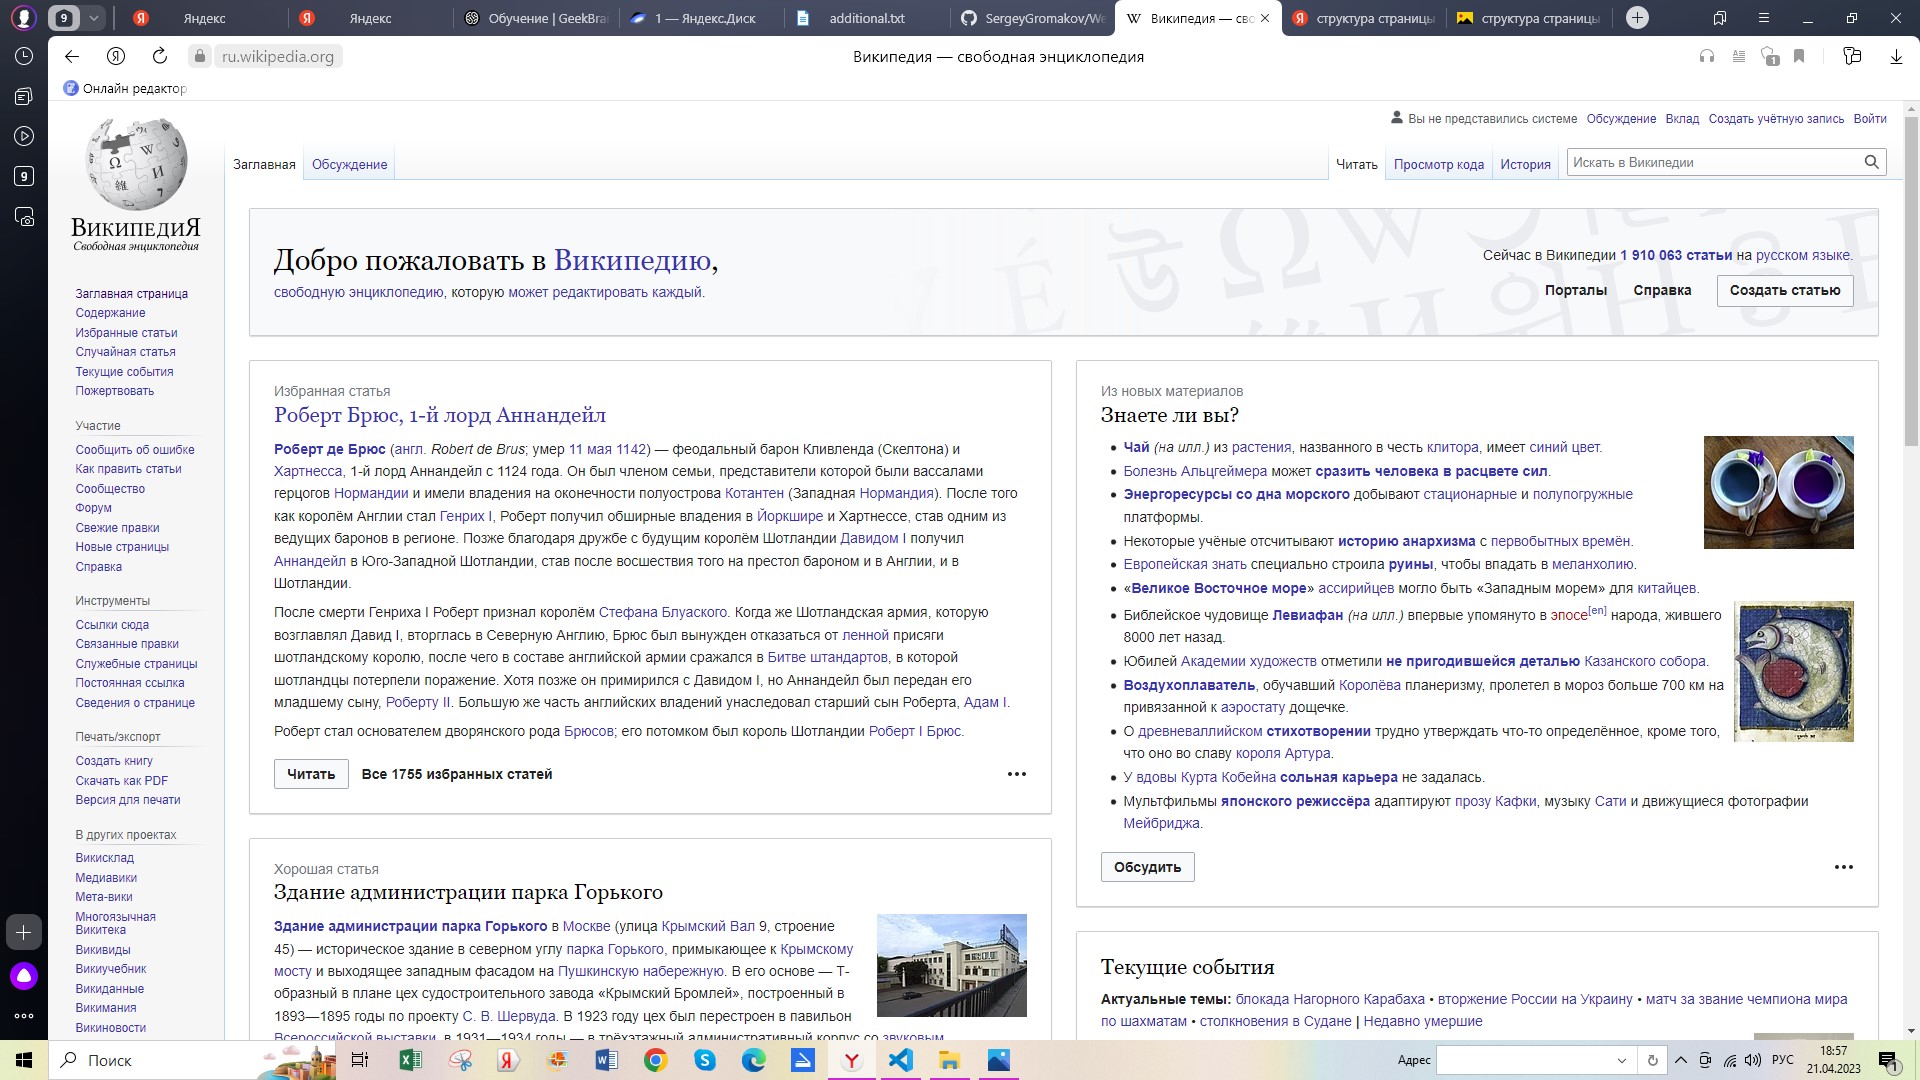 9
Яндекс
Яндекс
Обучение | GeekBrai
1 — Яндекс.Диск
additional.txt
SergeyGromakov/We
Википедия — сво
структура страницы
структура страницы
ru.wikipedia.org
Википедия — свободная энциклопедия
1
Онлайн редактор
9
ВикипедиЯ
Свободная энциклопедия
Вы не представились системе Обсуждение Вклад Создать учётную запись Войти
Заглавная Обсуждение
Читать Просмотр кода История Искать в Википедии
Добро пожаловать в Википедию,
свободную энциклопедию, которую может редактировать каждый.
Сейчас в Википедии 1 910 063 статьи на русском языке.
Порталы Справка Создать статью
Заглавная страница
Содержание
Избранные статьи
Случайная статья
Текущие события
Пожертвовать
Участие
Сообщить об ошибке
Как править статьи
Сообщество
Форум
Свежие правки
Новые страницы
Справка
Инструменты
Ссылки сюда
Связанные правки
Служебные страницы
Постоянная ссылка
Сведения о странице
Печать/экспорт
Создать книгу
Скачать как PDF
Версия для печати
В других проектах
Викисклад
Медиавики
Мета-вики
Многоязычная
Викитека
Викивиды
Викиучебник
Викиданные
Викимания
Викиновости
Избранная статья
Роберт Брюс, 1-й лорд Аннандейл
Роберт де Брюс (англ. Robert de Brus; умер 11 мая 1142) — феодальный барон Кливленда (Скелтона) и
Хартнесса, 1-й лорд Аннандейл с 1124 года. Он был членом семьи, представители которой были вассалами
герцогов Нормандии и имели владения на оконечности полуострова Котантен (Западная Нормандия). После того
как королём Англии стал Генрих I, Роберт получил обширные владения в Йоркшире и Хартнессе, став одним из
ведущих баронов в регионе. Позже благодаря дружбе с будущим королём Шотландии Давидом I получил
Аннандейл в Юго-Западной Шотландии, став после восшествия того на престол бароном и в Англии, и в
Шотландии.
После смерти Генриха I Роберт признал королём Стефана Блуаского. Когда же Шотландская армия, которую
возглавлял Давид I, вторглась в Северную Англию, Брюс был вынужден отказаться от ленной присяги
шотландскому королю, после чего в составе английской армии сражался в Битве штандартов, в которой
шотландцы потерпели поражение. Хотя позже он примирился с Давидом I, но Аннандейл был передан его
младшему сыну, Роберту II. Большую же часть английских владений унаследовал старший сын Роберта, Адам I.
Роберт стал основателем дворянского рода Брюсов; его потомком был король Шотландии Роберт I Брюс.
Читать Все 1755 избранных статей
Хорошая статья
Здание администрации парка Горького
Здание администрации парка Горького в Москве (улица Крымский Вал 9, строение
45) — историческое здание в северном углу парка Горького, примыкающее к Крымскому
мосту и выходящее западным фасадом на Пушкинскую набережную. В его основе — Т-
образный в плане цех судостроительного завода «Крымский Бромлей», построенный в
1893—1895 годы по проекту С. В. Шервуда. В 1923 году цех был перестроен в павильон
Всероссийской выставки, в 1931—1934 годы — в трёхэтажный административный корпус со звуковым
Из новых материалов
Знаете ли вы?
Чай (на илл.) из растения, названного в честь клитора, имеет синий цвет.
Болезнь Альцгеймера может сразить человека в расцвете сил.
Энергоресурсы со дна морского добывают стационарные и полупогружные
платформы.
Некоторые учёные отсчитывают историю анархизма с первобытных времён.
Европейская знать специально строила руины, чтобы впадать в меланхолию.
«Великое Восточное море» ассирийцев могло быть «Западным морем» для китайцев.
Библейское чудовище Левиафан (на илл.) впервые упомянуто в эпосе[en] народа, жившего
8000 лет назад.
Юбилей Академии художеств отметили не пригодившейся деталью Казанского собора.
Воздухоплаватель, обучавший Королёва планеризму, пролетел в мороз больше 700 км на
привязанной к аэростату дощечке.
О древневаллийском стихотворении трудно утверждать что-то определённое, кроме того,
что оно во славу короля Артура.
У вдовы Курта Кобейна сольная карьера не задалась.
Мультфильмы японского режиссёра адаптируют прозу Кафки, музыку Сати и движущиеся фотографии
Мейбриджа.
Обсудить
Текущие события
Актуальные темы: блокада Нагорного Карабаха • вторжение России на Украину • матч за звание чемпиона мира
по шахматам • столкновения в Судане | Недавно умершие
Поиск
Адрес
РУС
18:57
21.04.2023
1